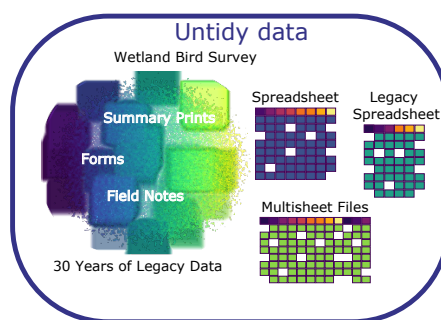 Untidy data
Wetland Bird Survey
Summary Prints
Forms
Field Notes
30 Years of Legacy Data
Spreadsheet
Legacy
Spreadsheet
Multisheet Files